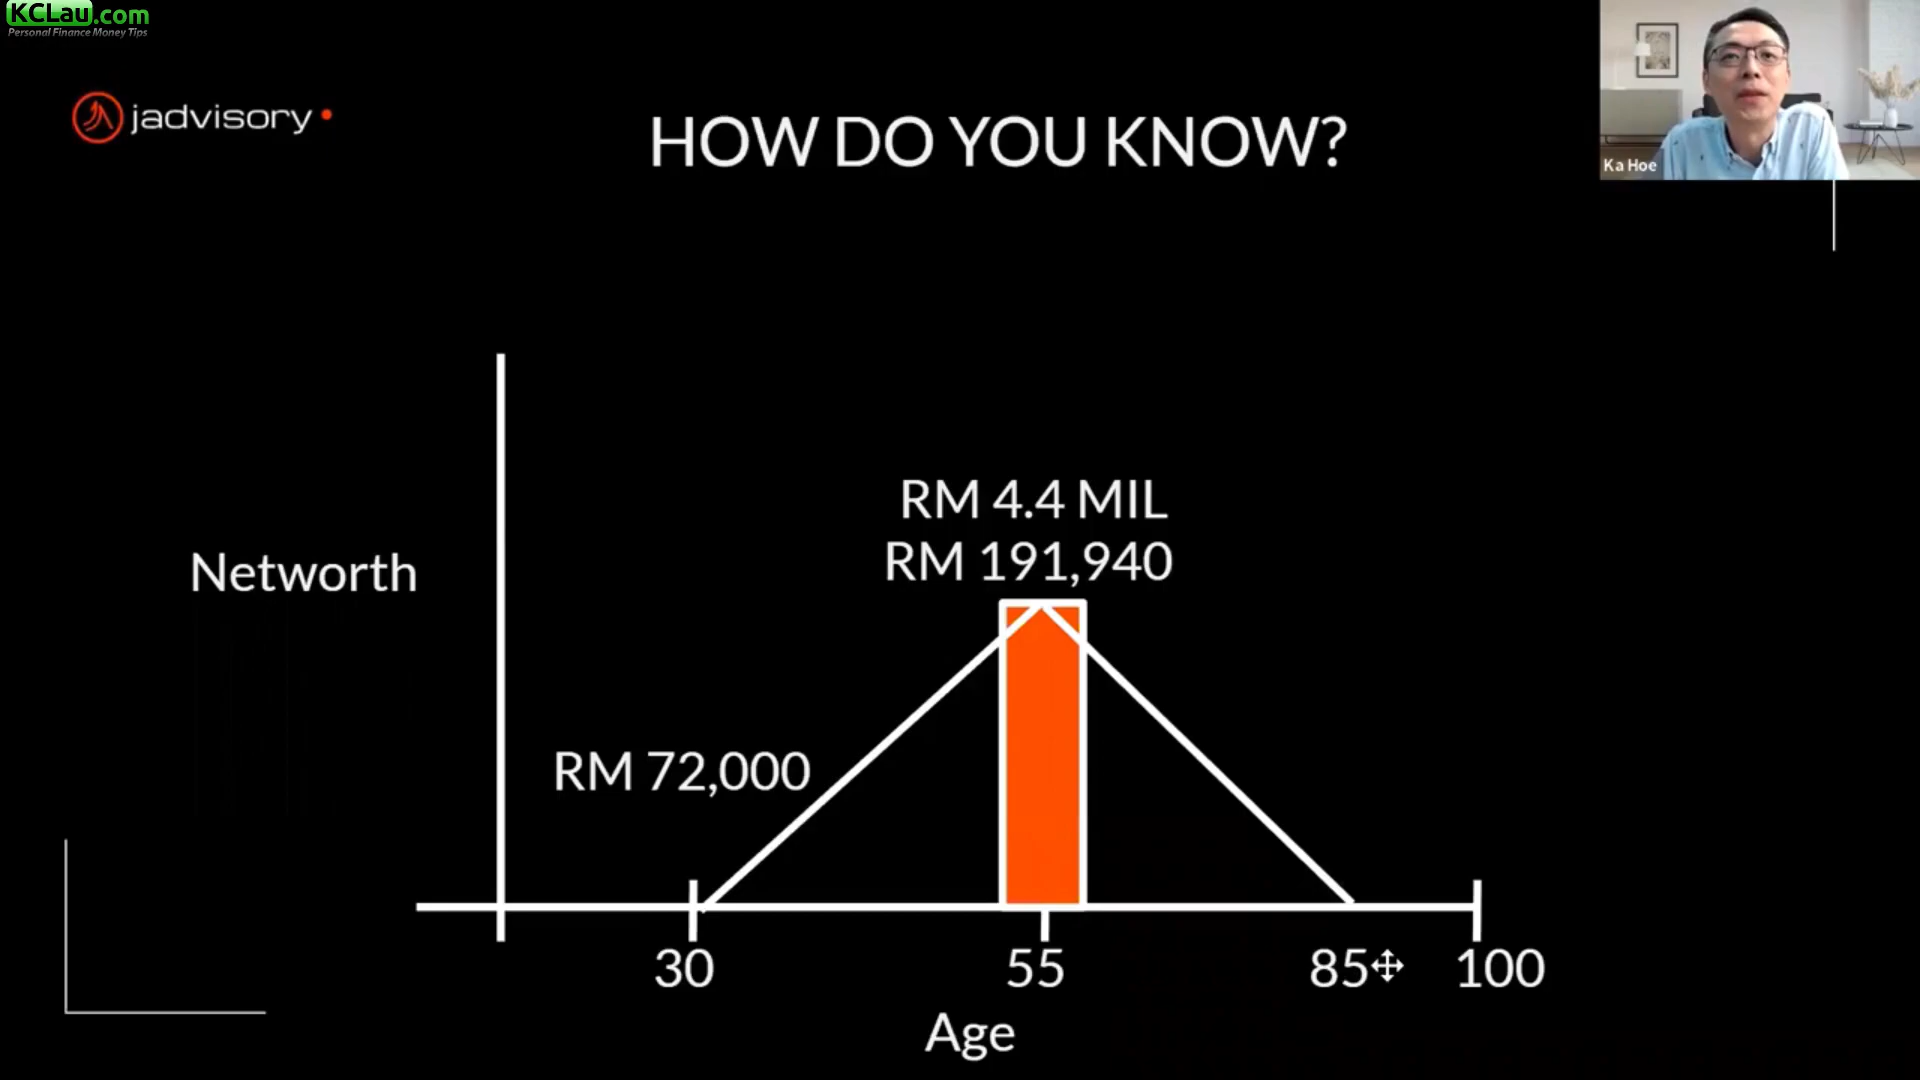 KCLau.com
Personal Finance Money Tips
jadvisory
HOW DO YOU KNOW?
Ka Hoe
RM 4.4 MIL
RM 191,940
Networth
RM 72,000
30 55 85 100
Age